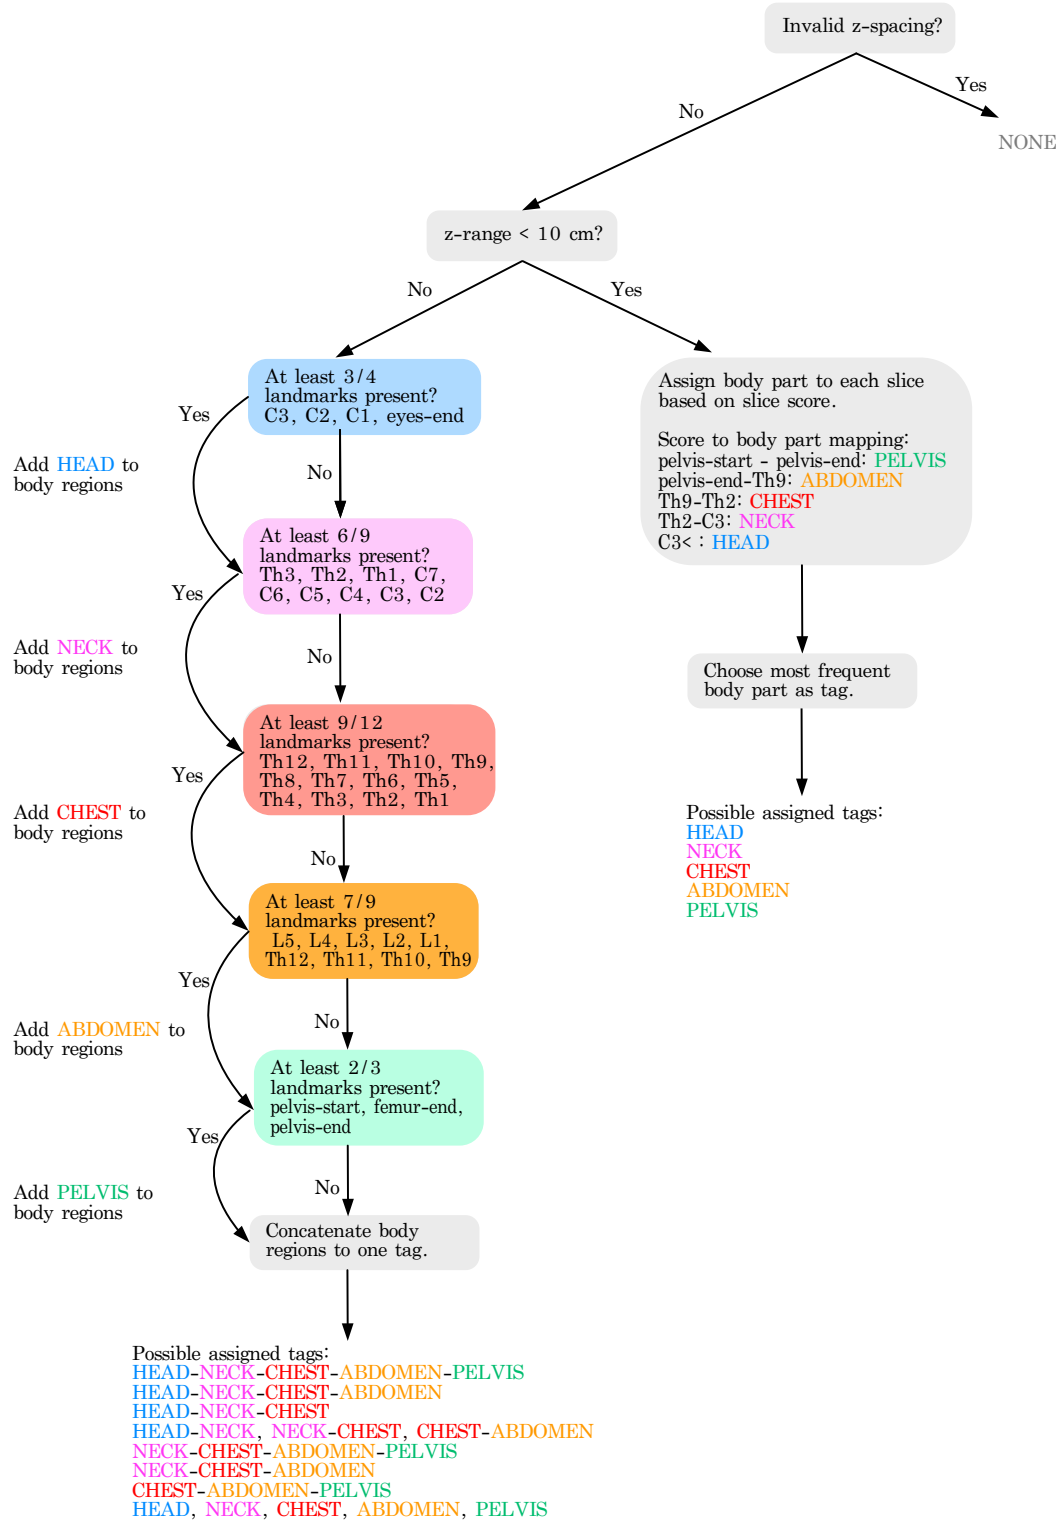 Invalid z-spacing?
Yes
No
NONE
z-range < 10 cm?
No
Yes
At least 3/4
landmarks present?
C3, C2, C1, eyes-end
Yes
Add HEAD to
body regions
No
At least 6/9
landmarks present?
Th3, Th2, Th1, C7,
C6, C5, C4, C3, C2
Yes
Add NECK to
body regions
No
At least 9/12
landmarks present?
Th12, Th11, Th10, Th9,
Th8, Th7, Th6, Th5,
Th4, Th3, Th2, Th1
Yes
Add CHEST to
body regions
No
At least 7/9
landmarks present?
L5, L4, L3, L2, L1,
Th12, Th11, Th10, Th9
Yes
Add ABDOMEN to
body regions
No
At least 2/3
landmarks present?
pelvis-start, femur-end,
pelvis-end
Yes
Add PELVIS to
body regions
No
Concatenate body
regions to one tag.
Possible assigned tags:
HEAD-NECK-CHEST-ABDOMEN-PELVIS
HEAD-NECK-CHEST-ABDOMEN
HEAD-NECK-CHEST
HEAD-NECK, NECK-CHEST, CHEST-ABDOMEN
NECK-CHEST-ABDOMEN-PELVIS
NECK-CHEST-ABDOMEN
CHEST-ABDOMEN-PELVIS
HEAD, NECK, CHEST, ABDOMEN, PELVIS
Assign body part to each slice
based on slice score.
Score to body part mapping:
pelvis-start - pelvis-end: PELVIS
pelvis-end-Th9: ABDOMEN
Th9-Th2: CHEST
Th2-C3: NECK
C3< : HEAD
Choose most frequent
body part as tag.
Possible assigned tags:
HEAD
NECK
CHEST
ABDOMEN
PELVIS